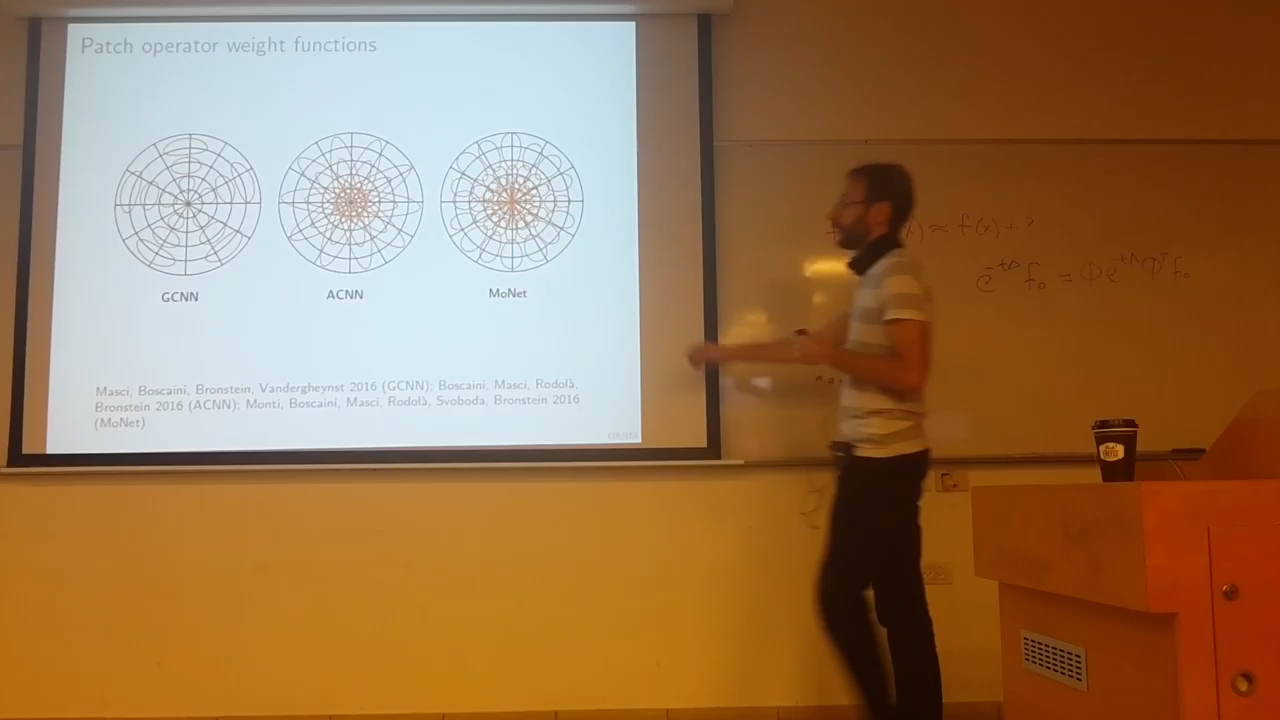 Patch operator weight functions
GCNN
ACNN
MoNet
Masci, Boscaini, Bronstein, Vandergheynst 2016 (GCNN); Boscaini, Masci, Rodolà,
Bronstein 2016 (ACNN); Monti, Boscaini, Masci, Rodolà, Svoboda, Bronstein 2016
(MoNet)
≈ f(x) + ?
e^{-tΔ} f₀ = Φ e^{-tΛ} Φᵀ f₀